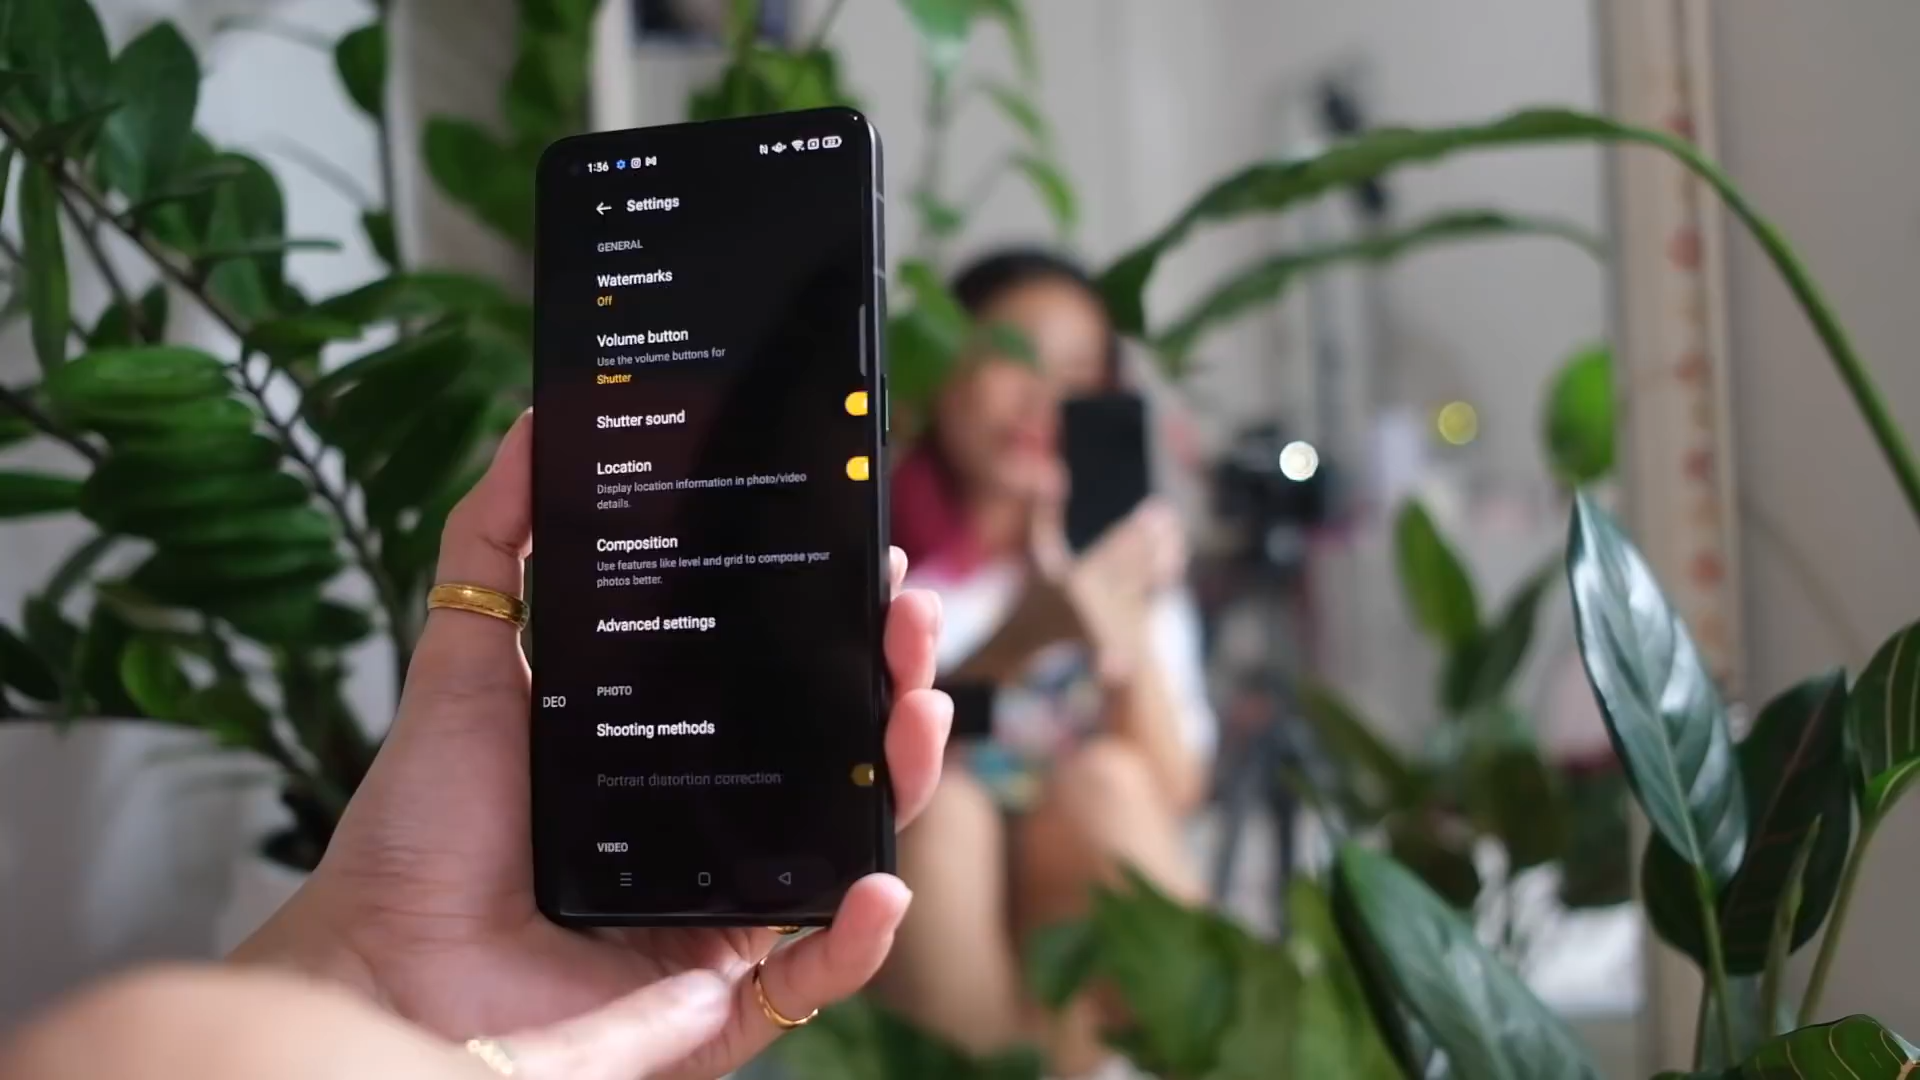 1:36
Settings
GENERAL
Watermarks
Off
Volume button
Use the volume buttons for
Shutter
Shutter sound
Location
Display location information in photo/video
details.
Composition
Use features like level and grid to compose your
photos better.
Advanced settings
PHOTO
DEO
Shooting methods
Portrait distortion correction
VIDEO